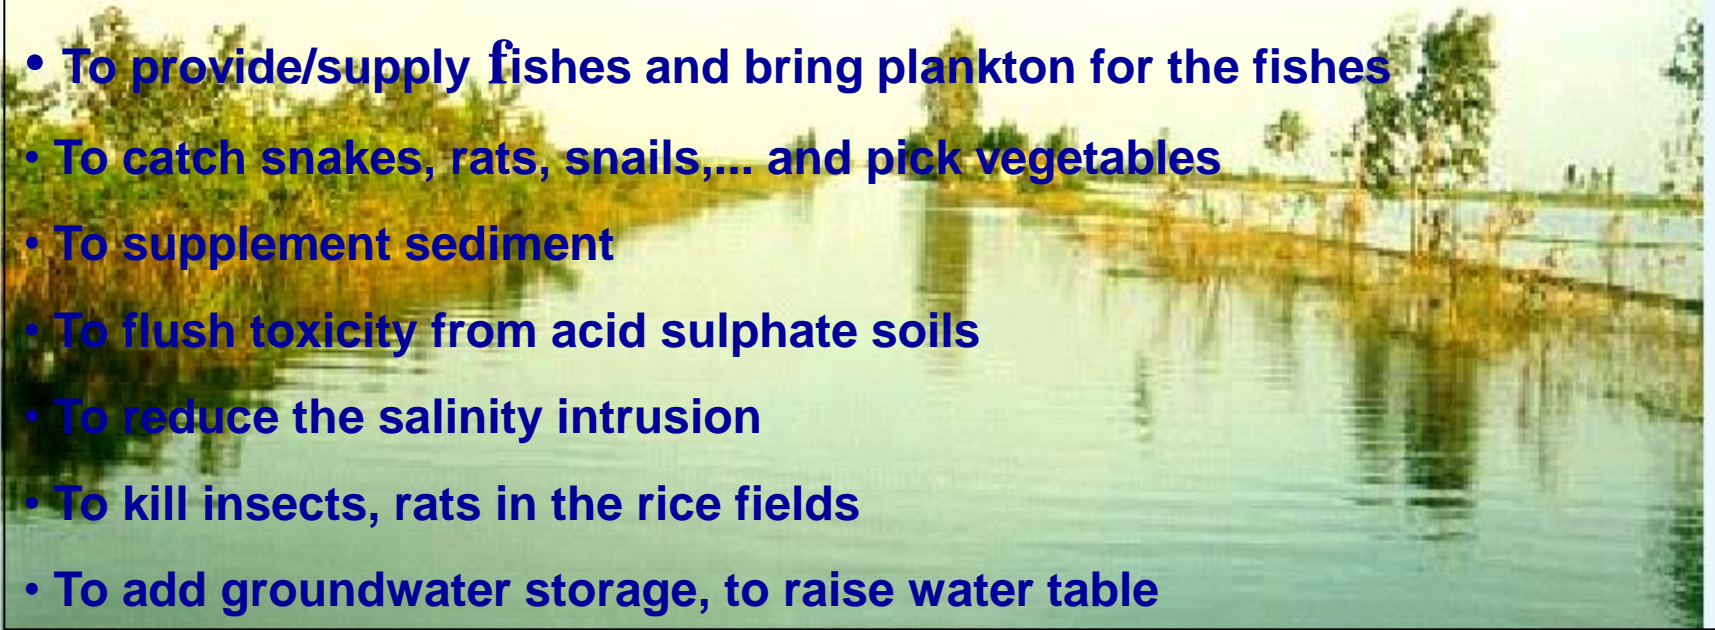 • To provide/supply fishes and bring plankton for the fishes
• To catch snakes, rats, snails,... and pick vegetables
• To supplement sediment
• To flush toxicity from acid sulphate soils
• To reduce the salinity intrusion
• To kill insects, rats in the rice fields
• To add groundwater storage, to raise water table